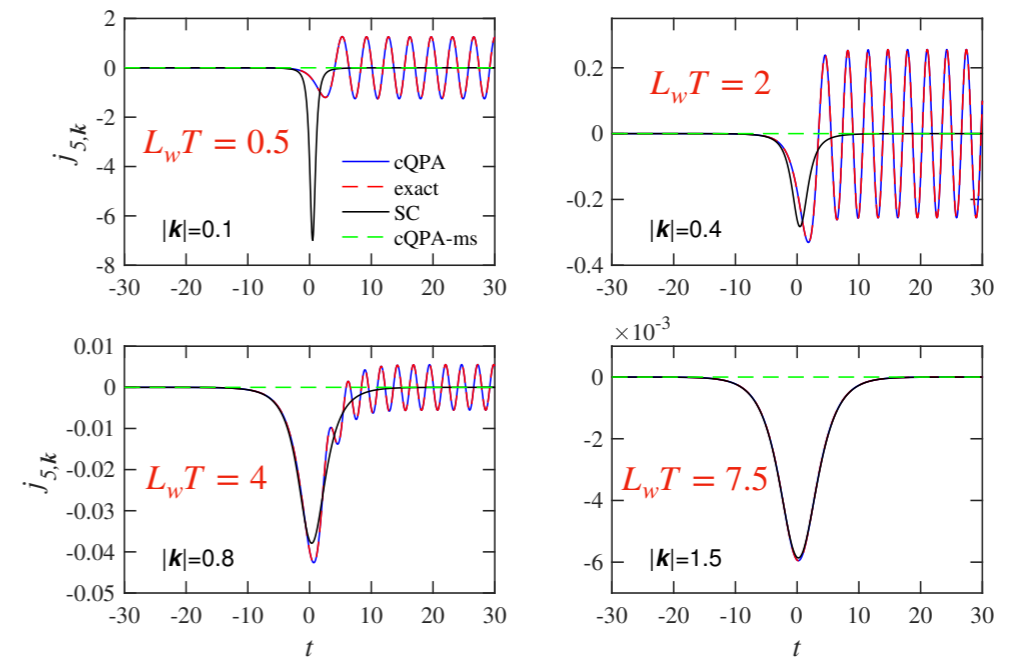 2
0
-2
-4
-6
-8
j5,k
LwT = 0.5
cQPA
exact
SC
cQPA-ms
|k|=0.1
-30 -20 -10 0 10 20 30
0.2
0
-0.2
-0.4
LwT = 2
|k|=0.4
-30 -20 -10 0 10 20 30
0.01
0
-0.01
-0.02
-0.03
-0.04
-0.05
j5,k
LwT = 4
|k|=0.8
-30 -20 -10 0 10 20 30
t
×10-3
0
-2
-4
-6
LwT = 7.5
|k|=1.5
-30 -20 -10 0 10 20 30
t